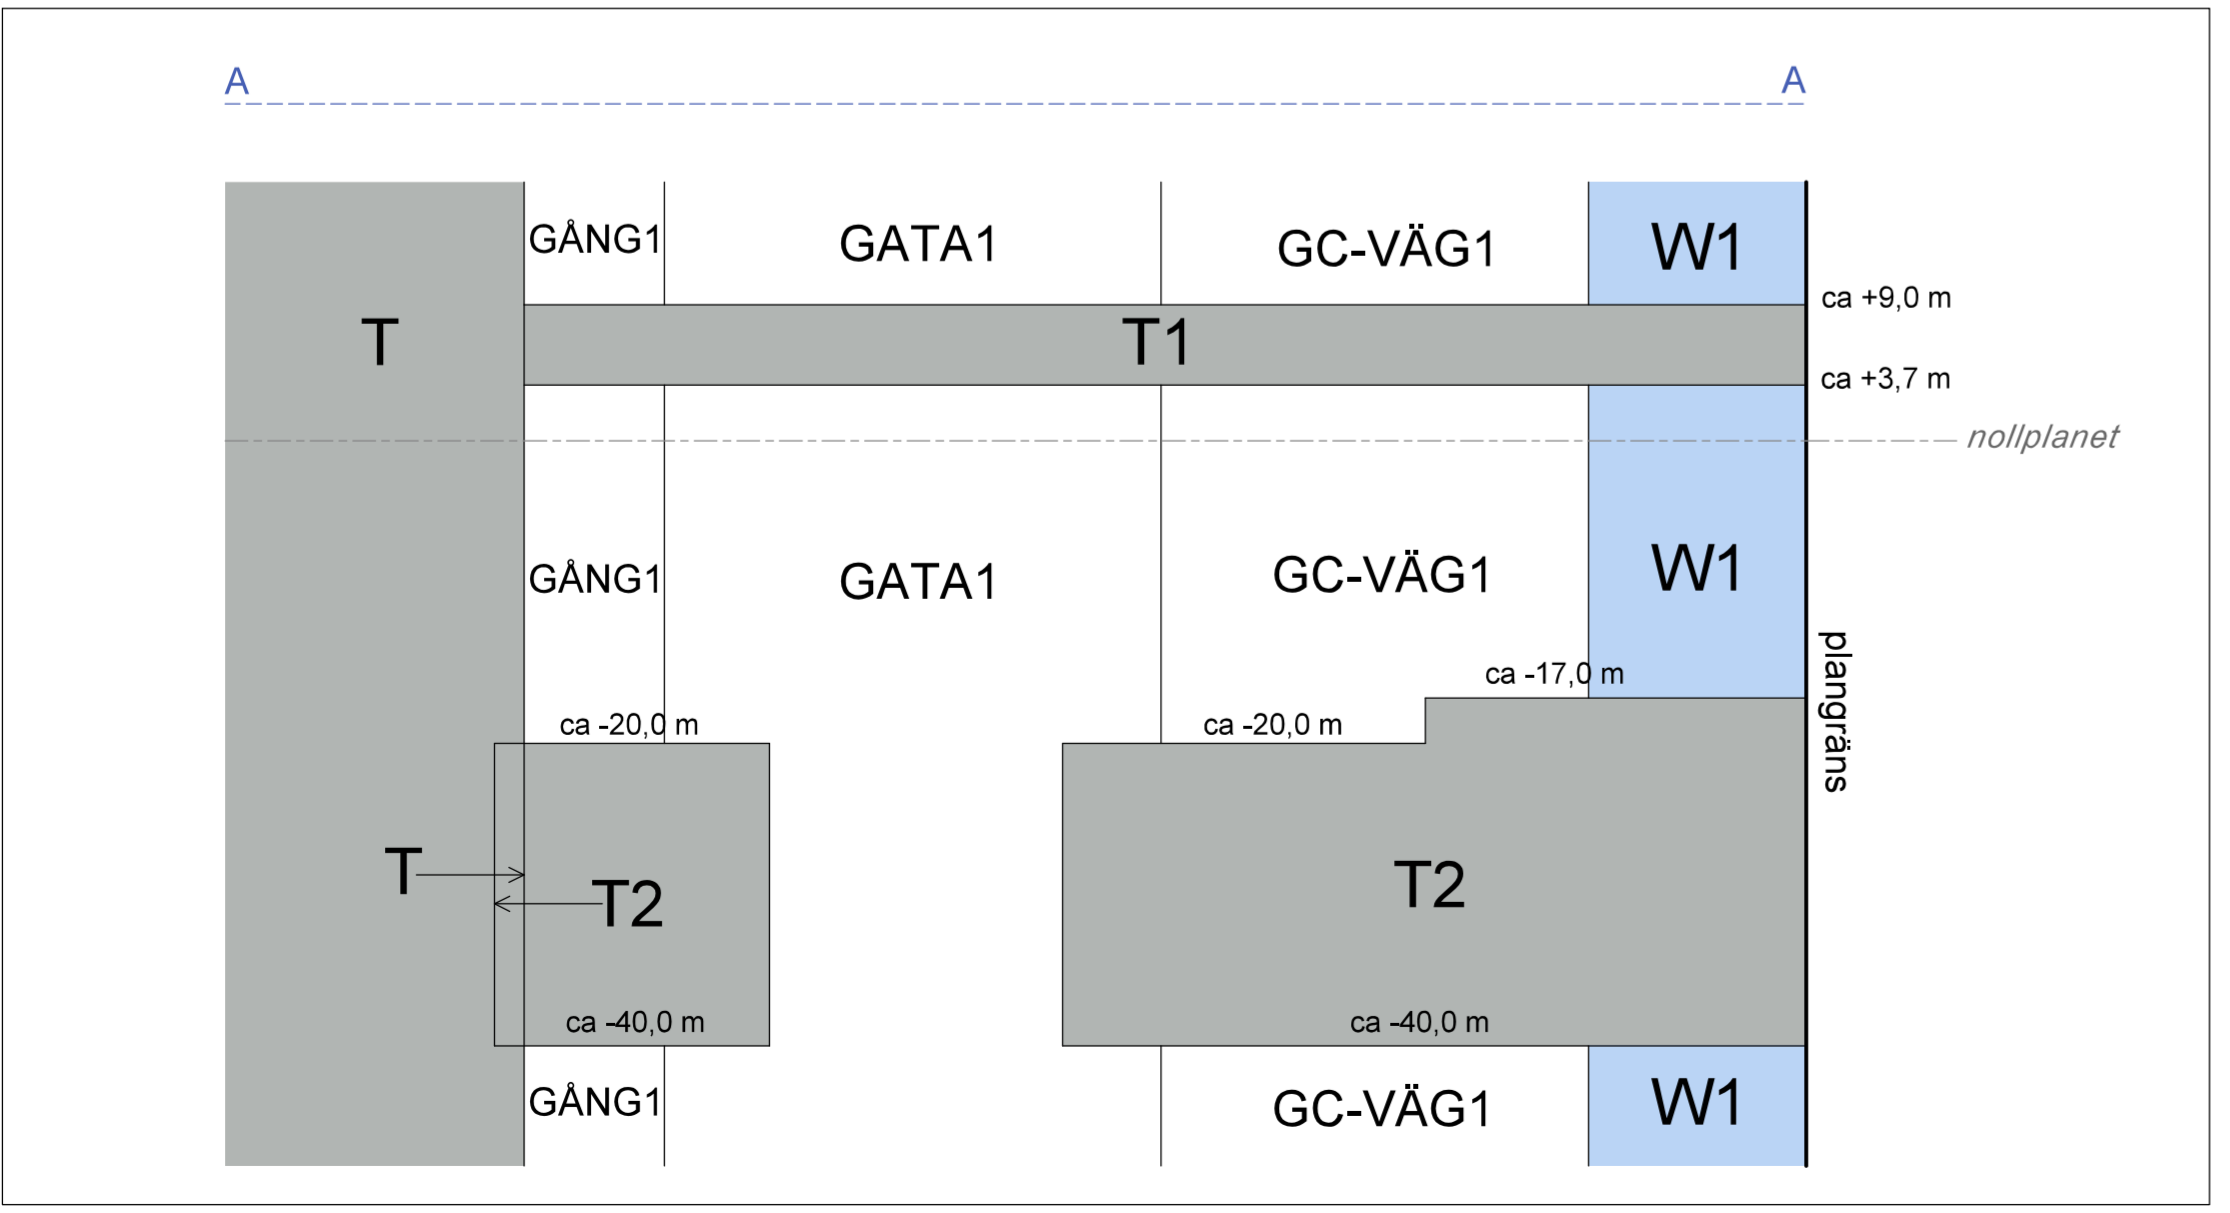 A
A
GÅNG1
GATA1
GC-VÄG1
W1
ca +9,0 m
T
T1
ca +3,7 m
nollplanet
GÅNG1
GATA1
GC-VÄG1
W1
plangräns
ca -17,0 m
ca -20,0 m
ca -20,0 m
T
T2
T2
ca -40,0 m
ca -40,0 m
GÅNG1
GC-VÄG1
W1